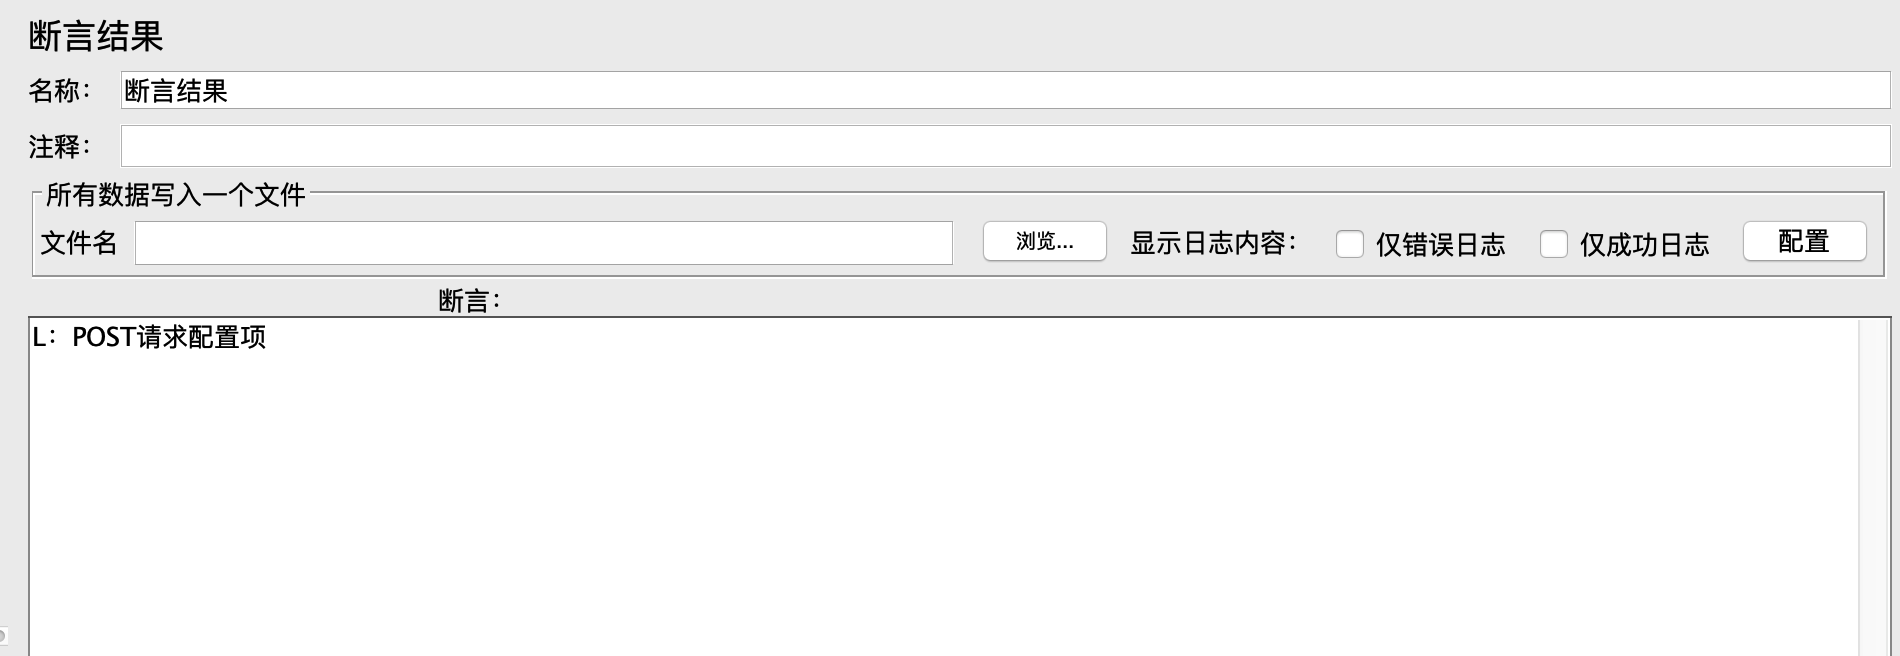 断言结果
名称： 断言结果
注释：
所有数据写入一个文件
文件名 浏览... 显示日志内容： 仅错误日志 仅成功日志 配置
断言：
L： POST请求配置项